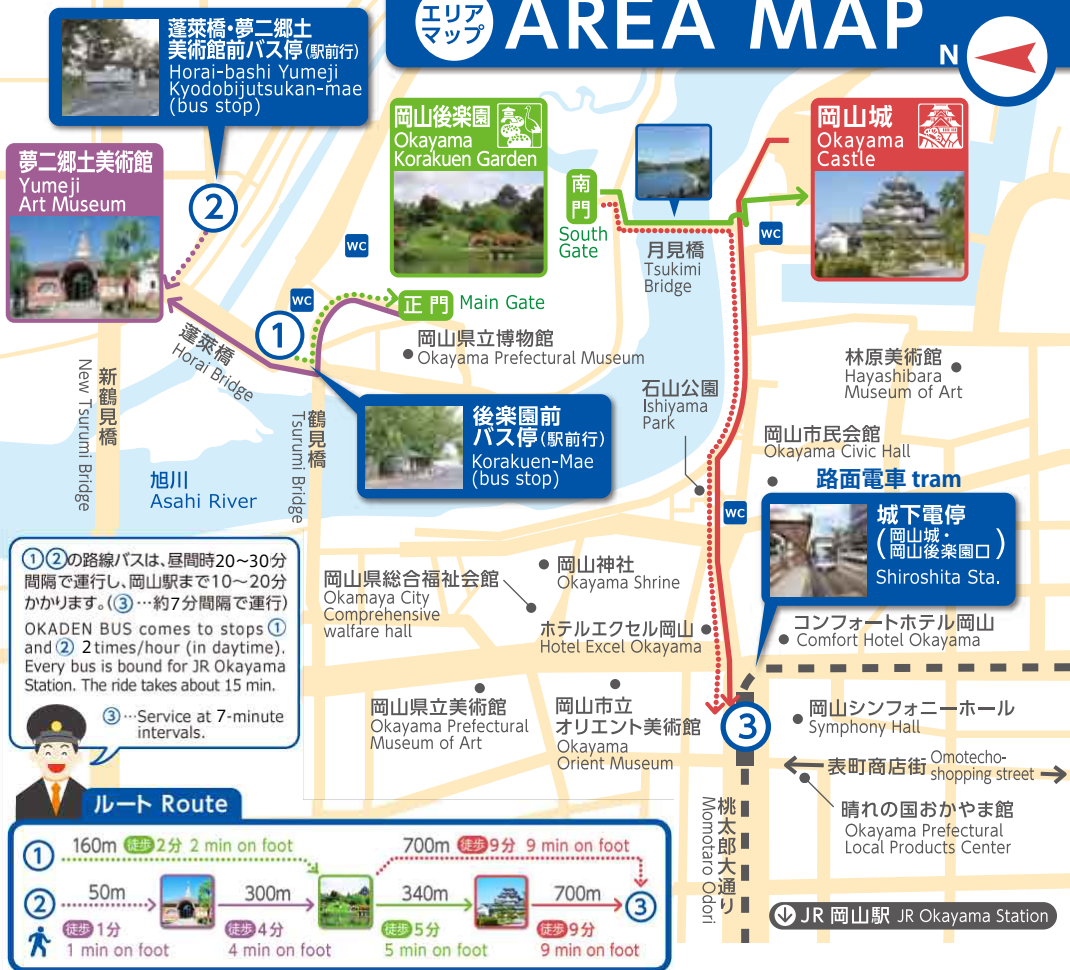 エリア
マップ
AREA MAP
N
蓬莱橋・夢二郷土
美術館前バス停(駅前行)
Horai-bashi Yumeji
Kyodobijutsukan-mae
(bus stop)
夢二郷土美術館
Yumeji
Art Museum
②
岡山後楽園
Okayama
Korakuen Garden
南門
South
Gate
岡山城
Okayama
Castle
WC
WC
月見橋
Tsukimi
Bridge
WC
①
正門 Main Gate
蓬莱橋
Horai Bridge
岡山県立博物館
Okayama Prefectural Museum
新鶴見橋
New Tsurumi Bridge
鶴見橋
Tsurumi Bridge
後楽園前
バス停(駅前行)
Korakuen-Mae
(bus stop)
石山公園
Ishiyama
Park
林原美術館
Hayashibara
Museum of Art
岡山市民会館
Okayama Civic Hall
旭川
Asahi River
路面電車 tram
城下電停
(岡山城・
岡山後楽園口)
Shiroshita Sta.
WC
①②の路線バスは、昼間時20~30分
間隔で運行し、岡山駅まで10~20分
かかります。(③…約7分間隔で運行)
OKADEN BUS comes to stops ①
and ② 2times/hour (in daytime).
Every bus is bound for JR Okayama
Station. The ride takes about 15 min.
③…Service at 7-minute
intervals.
岡山県総合福祉会館
Okamaya City
Comprehensive
walfare hall
岡山神社
Okayama Shrine
ホテルエクセル岡山
Hotel Excel Okayama
コンフォートホテル岡山
Comfort Hotel Okayama
岡山県立美術館
Okayama Prefectural
Museum of Art
岡山市立
オリエント美術館
Okayama
Orient Museum
③
岡山シンフォニーホール
Symphony Hall
表町商店街 Omotecho-
shopping street
晴れの国おかやま館
Okayama Prefectural
Local Products Center
桃太郎大通り
Momotaro Odori
JR 岡山駅 JR Okayama Station
ルート Route
① 160m 徒歩2分 2 min on foot 700m 徒歩9分 9 min on foot
② 50m 300m 340m 700m ③
徒歩1分 徒歩4分 徒歩5分 徒歩9分
1 min on foot 4 min on foot 5 min on foot 9 min on foot